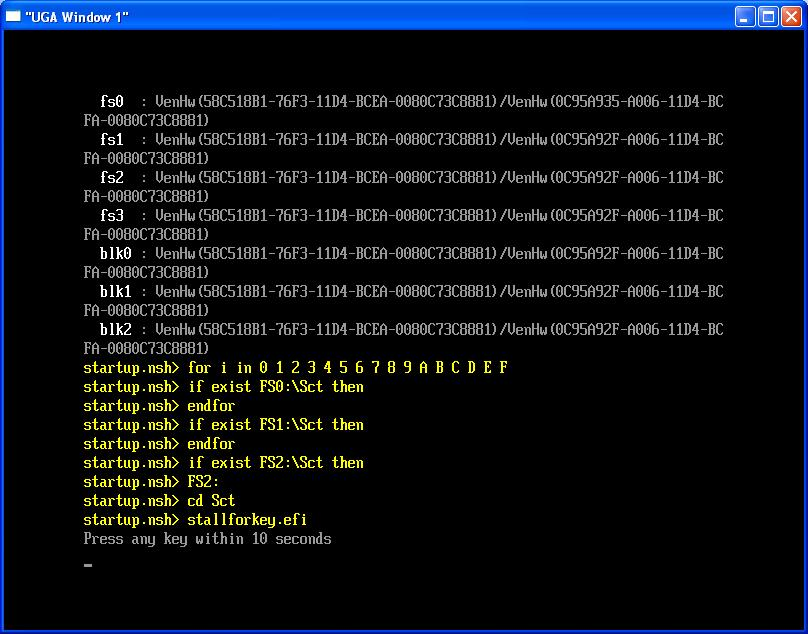 "UGA Window 1"
fs0 : VenHw(58C518B1-76F3-11D4-BCEA-0080C73C8881)/VenHw(0C95A935-A006-11D4-BC
FA-0080C73C8881)
fs1 : VenHw(58C518B1-76F3-11D4-BCEA-0080C73C8881)/VenHw(0C95A92F-A006-11D4-BC
FA-0080C73C8881)
fs2 : VenHw(58C518B1-76F3-11D4-BCEA-0080C73C8881)/VenHw(0C95A92F-A006-11D4-BC
FA-0080C73C8881)
fs3 : VenHw(58C518B1-76F3-11D4-BCEA-0080C73C8881)/VenHw(0C95A92F-A006-11D4-BC
FA-0080C73C8881)
blk0 : VenHw(58C518B1-76F3-11D4-BCEA-0080C73C8881)/VenHw(0C95A92F-A006-11D4-BC
FA-0080C73C8881)
blk1 : VenHw(58C518B1-76F3-11D4-BCEA-0080C73C8881)/VenHw(0C95A92F-A006-11D4-BC
FA-0080C73C8881)
blk2 : VenHw(58C518B1-76F3-11D4-BCEA-0080C73C8881)/VenHw(0C95A92F-A006-11D4-BC
FA-0080C73C8881)
startup.nsh> for i in 0 1 2 3 4 5 6 7 8 9 A B C D E F
startup.nsh> if exist FS0:\Sct then
startup.nsh> endfor
startup.nsh> if exist FS1:\Sct then
startup.nsh> endfor
startup.nsh> if exist FS2:\Sct then
startup.nsh> FS2:
startup.nsh> cd Sct
startup.nsh> stallforkey.efi
Press any key within 10 seconds
_